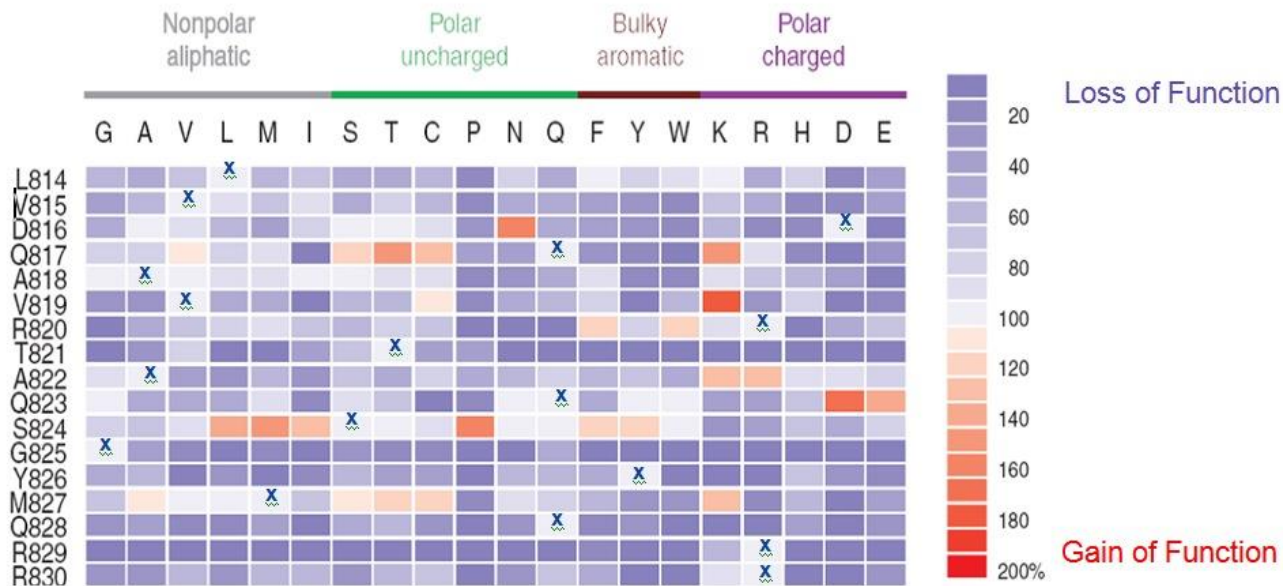 Nonpolar aliphatic Polar uncharged Bulky aromatic Polar charged
G A V L M I S T C P N Q F Y W K R H D E
Loss of Function
20
40
60
80
100
120
140
160
180
200%
Gain of Function
L814 X
V815 X
D816 X
Q817 X
A818 X
V819 X
R820 X
T821 X
A822 X
Q823 X
S824 X
G825 X
Y826 X
M827 X
Q828 X
R829 X
R830 X